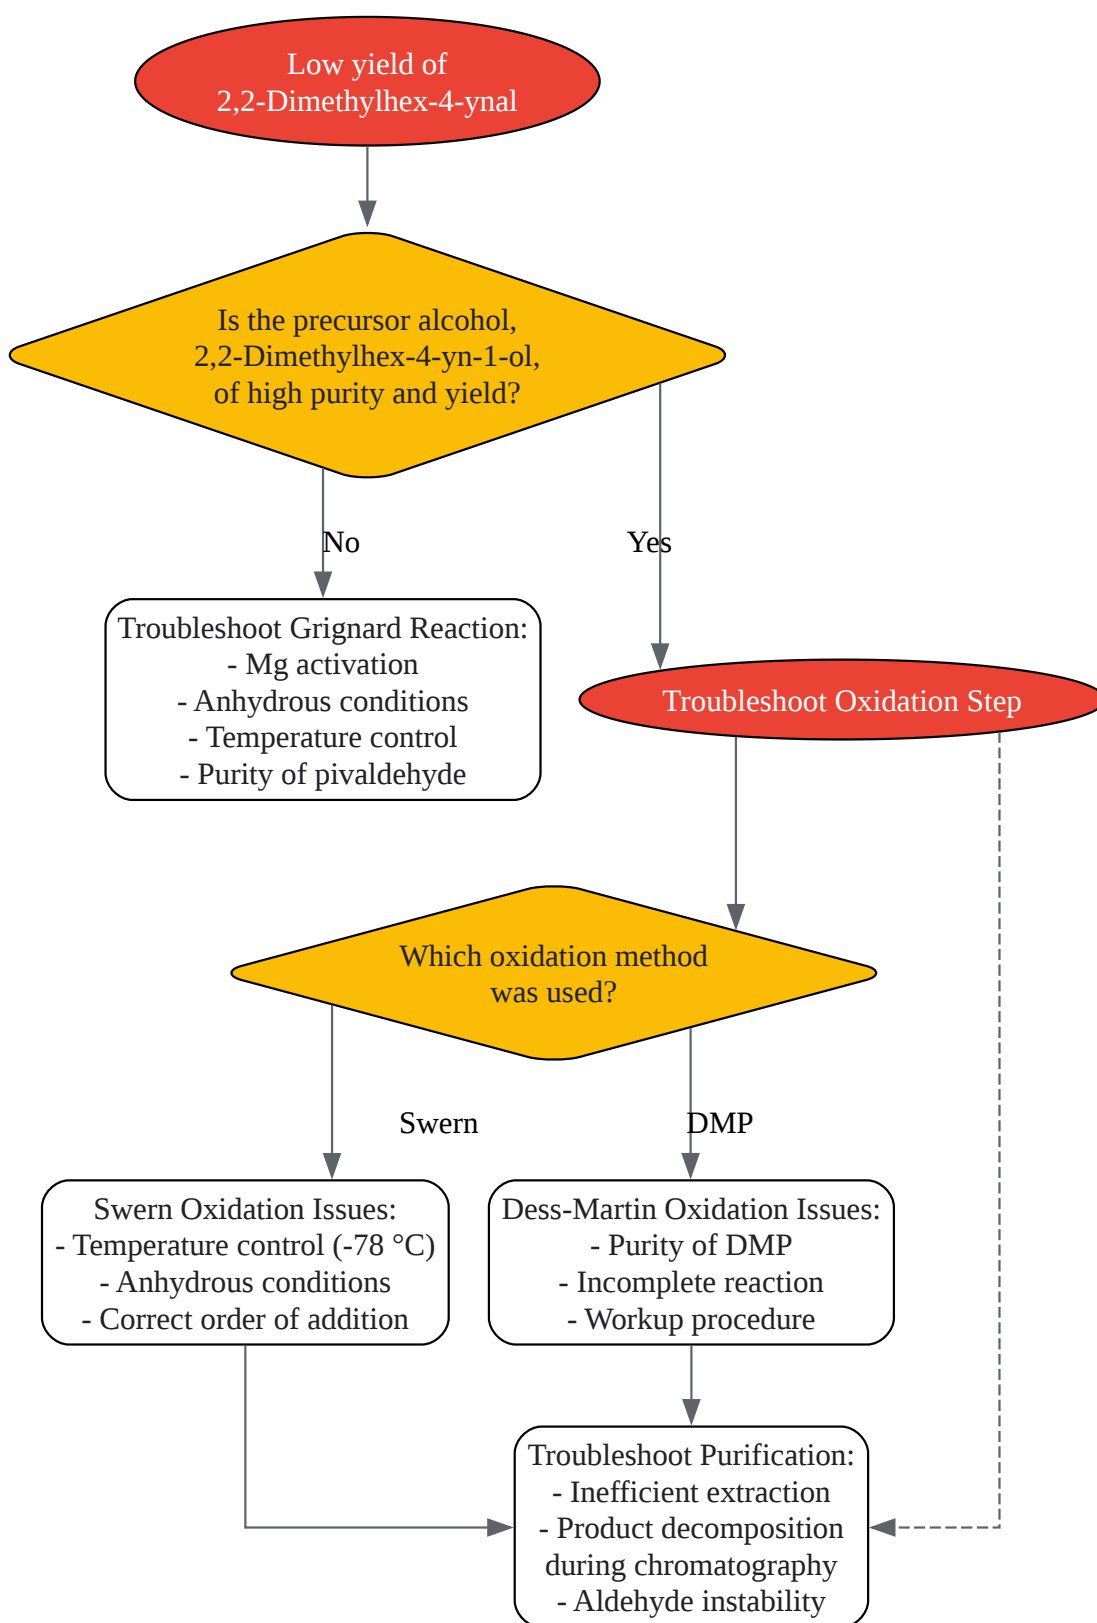 Low yield of
2,2-Dimethylhex-4-ynal
Is the precursor alcohol,
2,2-Dimethylhex-4-yn-1-ol,
of high purity and yield?
No
Yes
Troubleshoot Grignard Reaction:
- Mg activation
- Anhydrous conditions
- Temperature control
- Purity of pivaldehyde
Troubleshoot Oxidation Step
Which oxidation method
was used?
Swern
DMP
Swern Oxidation Issues:
- Temperature control (-78 °C)
- Anhydrous conditions
- Correct order of addition
Dess-Martin Oxidation Issues:
- Purity of DMP
- Incomplete reaction
- Workup procedure
Troubleshoot Purification:
- Inefficient extraction
- Product decomposition
during chromatography
- Aldehyde instability